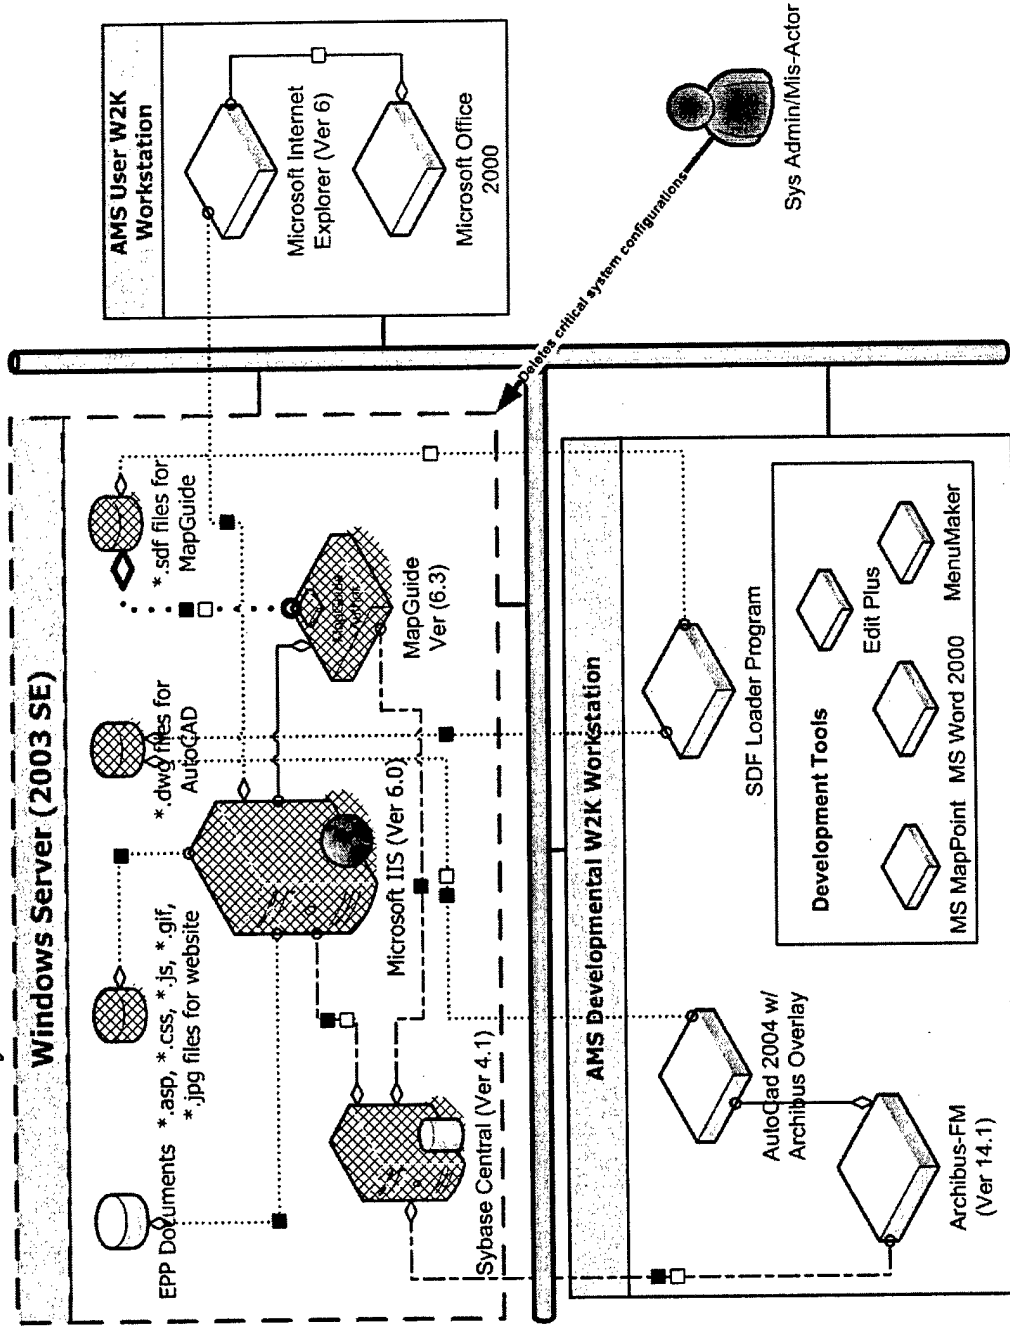 Windows Server (2003 SE)
EPP Documents
*.asp, *.css, *.js, *.gif,
*.jpg files for website
*.dwg files for
AutoCAD
*.sdf files for
MapGuide
Sybase Central (Ver 4.1)
Microsoft IIS (Ver 6.0)
MapGuide
Ver (6.3)
AMS User W2K
Workstation
Microsoft Internet
Explorer (Ver 6)
Microsoft Office
2000
Deletes critical system configurations
Sys Admin/Mis-Actor
AMS Developmental W2K Workstation
AutoCad 2004 w/
Archibus Overlay
Archibus-FM
(Ver 14.1)
SDF Loader Program
Development Tools
Edit Plus
MS MapPoint
MS Word 2000
MenuMaker